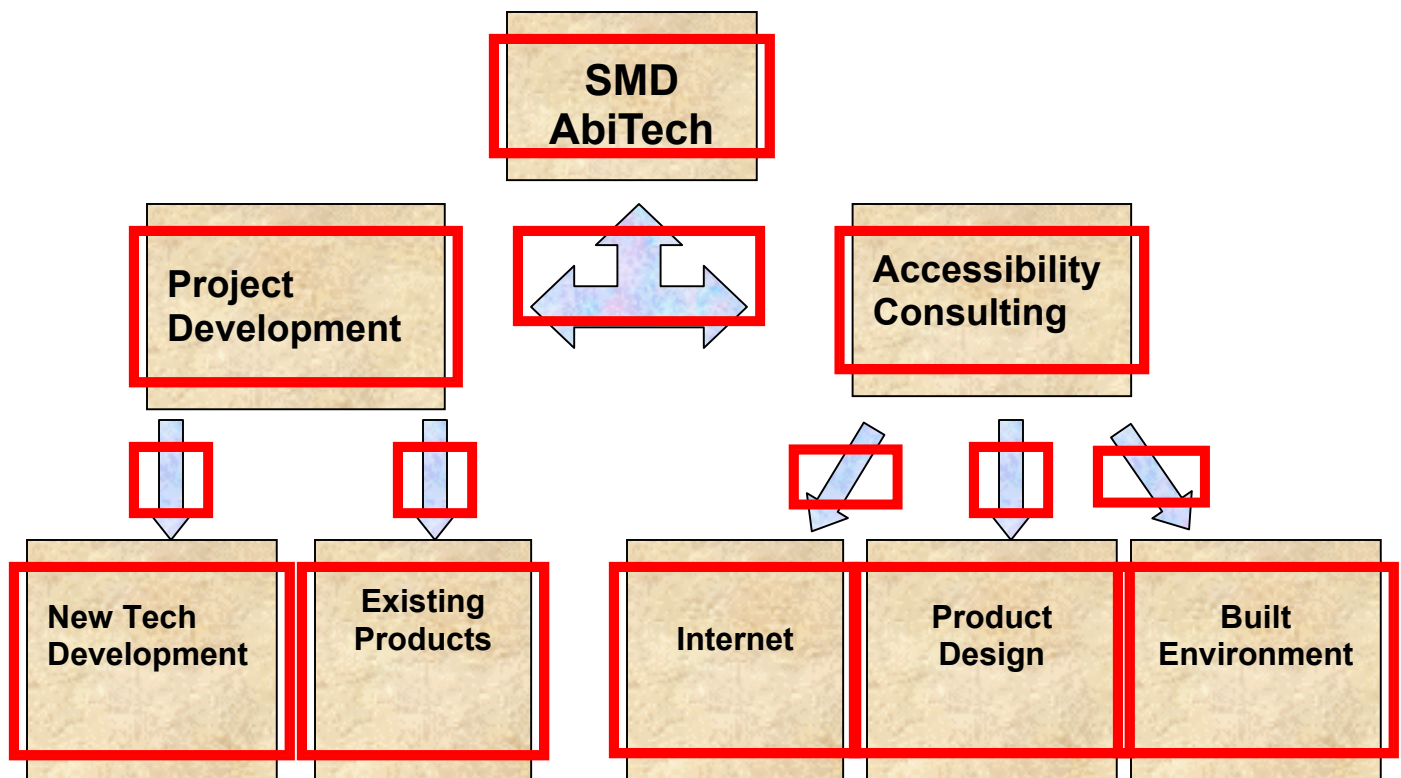 SMD
AbiTech
Project
Development
Accessibility
Consulting
New Tech
Development
Existing
Products
Internet
Product
Design
Built
Environment